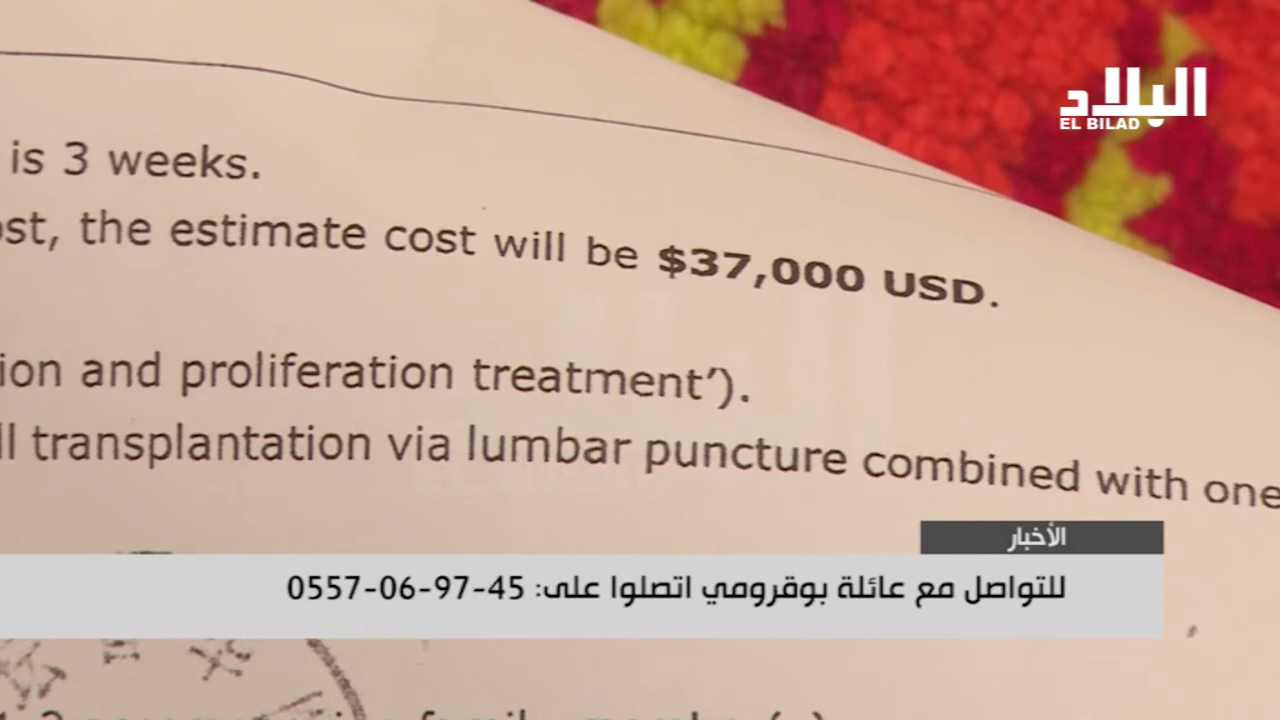 البلاد
EL BILAD
is 3 weeks.
ost, the estimate cost will be $37,000 USD.
ion and proliferation treatment').
ll transplantation via lumbar puncture combined with one
الأخبار
للتواصل مع عائلة بوقرومي اتصلوا على: 45-97-06-0557